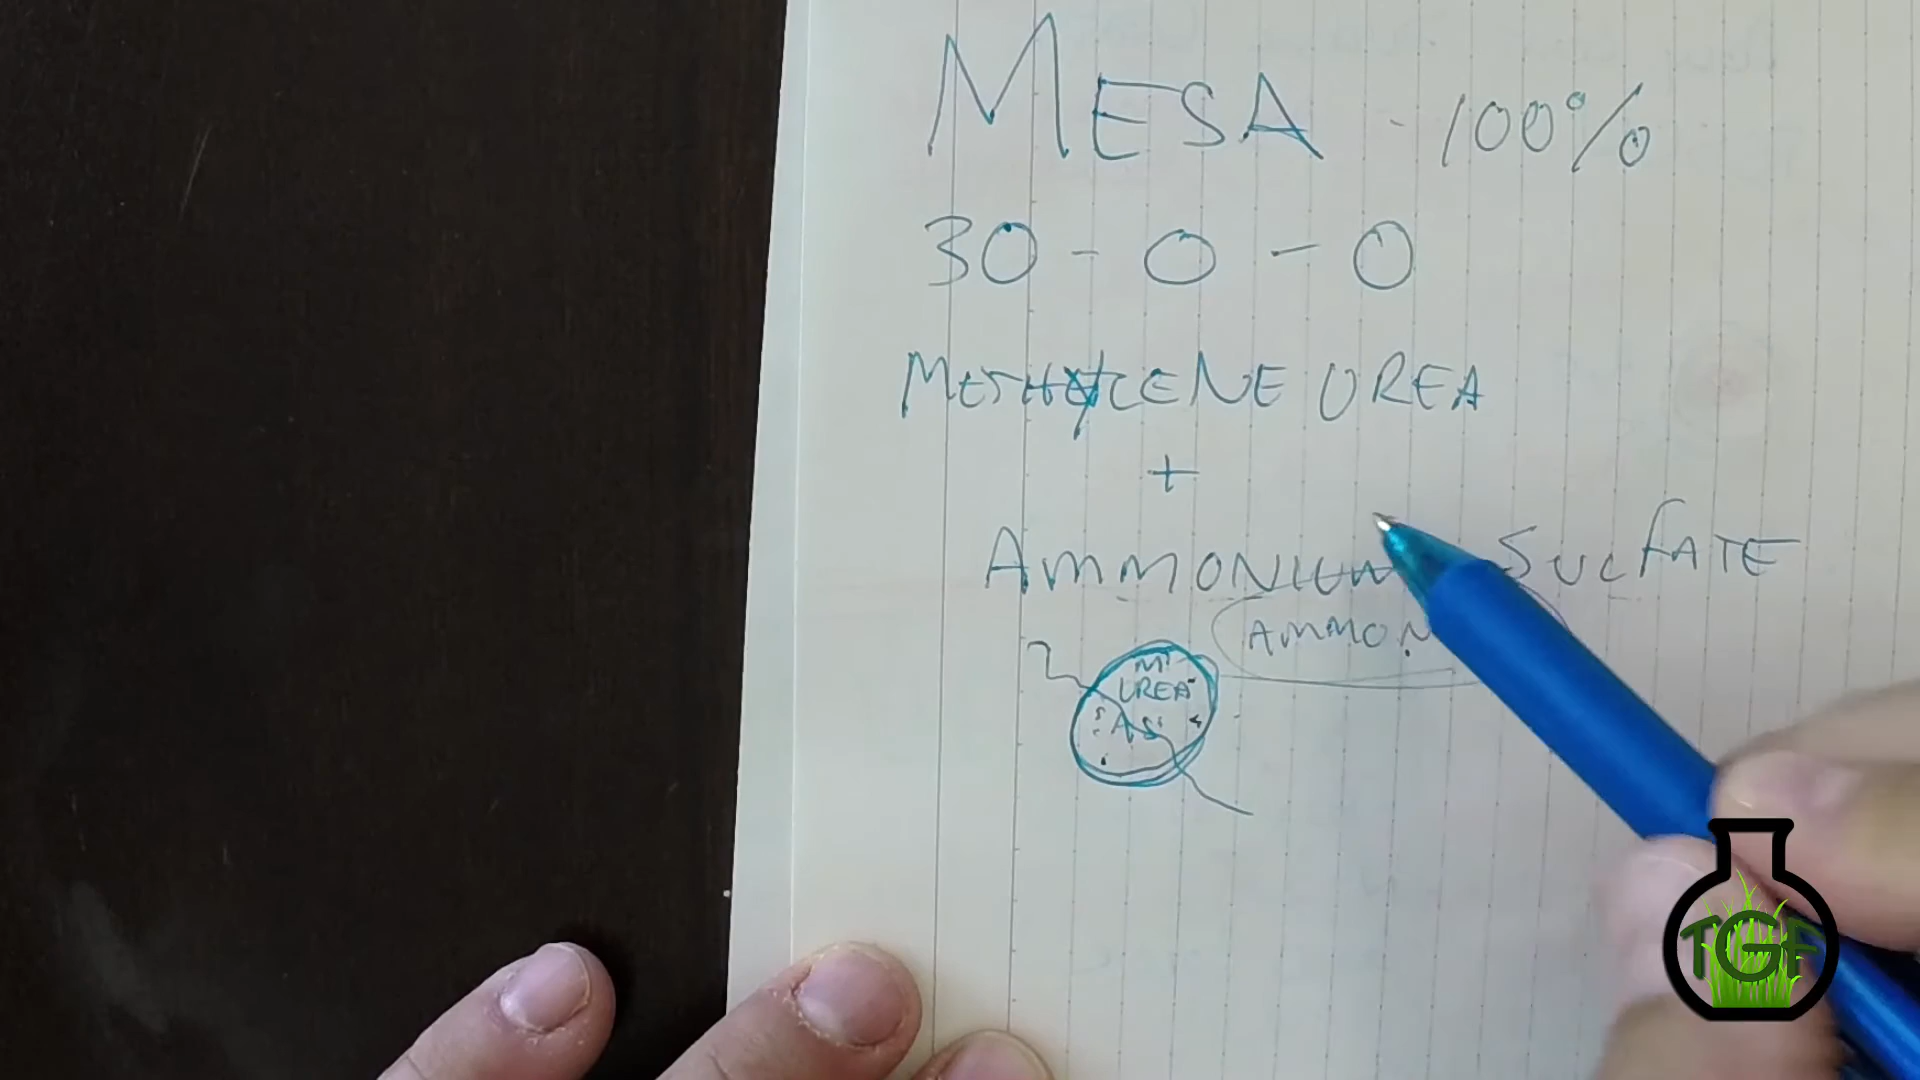 MESA - 100%
30 - 0 - 0
METHYLENE UREA
+
AMMONIUM SULFATE
AMMON
M
UREA
AS
TGF